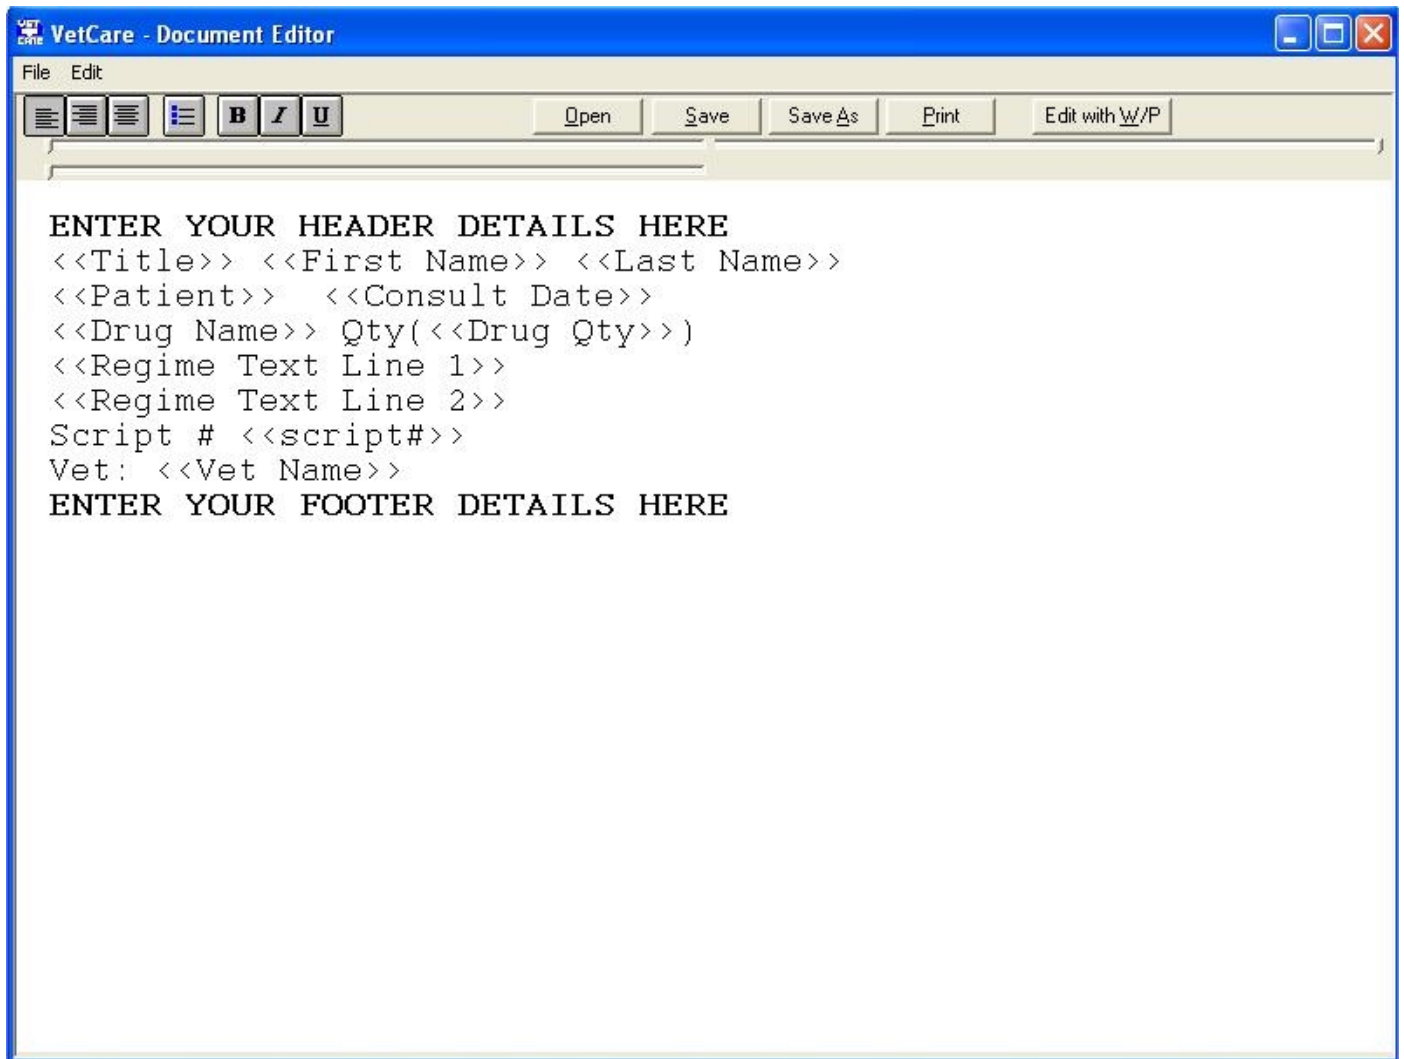 VET CARE VetCare - Document Editor
File Edit
B I U Open Save Save As Print Edit with W/P
ENTER YOUR HEADER DETAILS HERE
<<Title>> <<First Name>> <<Last Name>>
<<Patient>>  <<Consult Date>>
<<Drug Name>> Qty(<<Drug Qty>>)
<<Regime Text Line 1>>
<<Regime Text Line 2>>
Script # <<script#>>
Vet: <<Vet Name>>
ENTER YOUR FOOTER DETAILS HERE